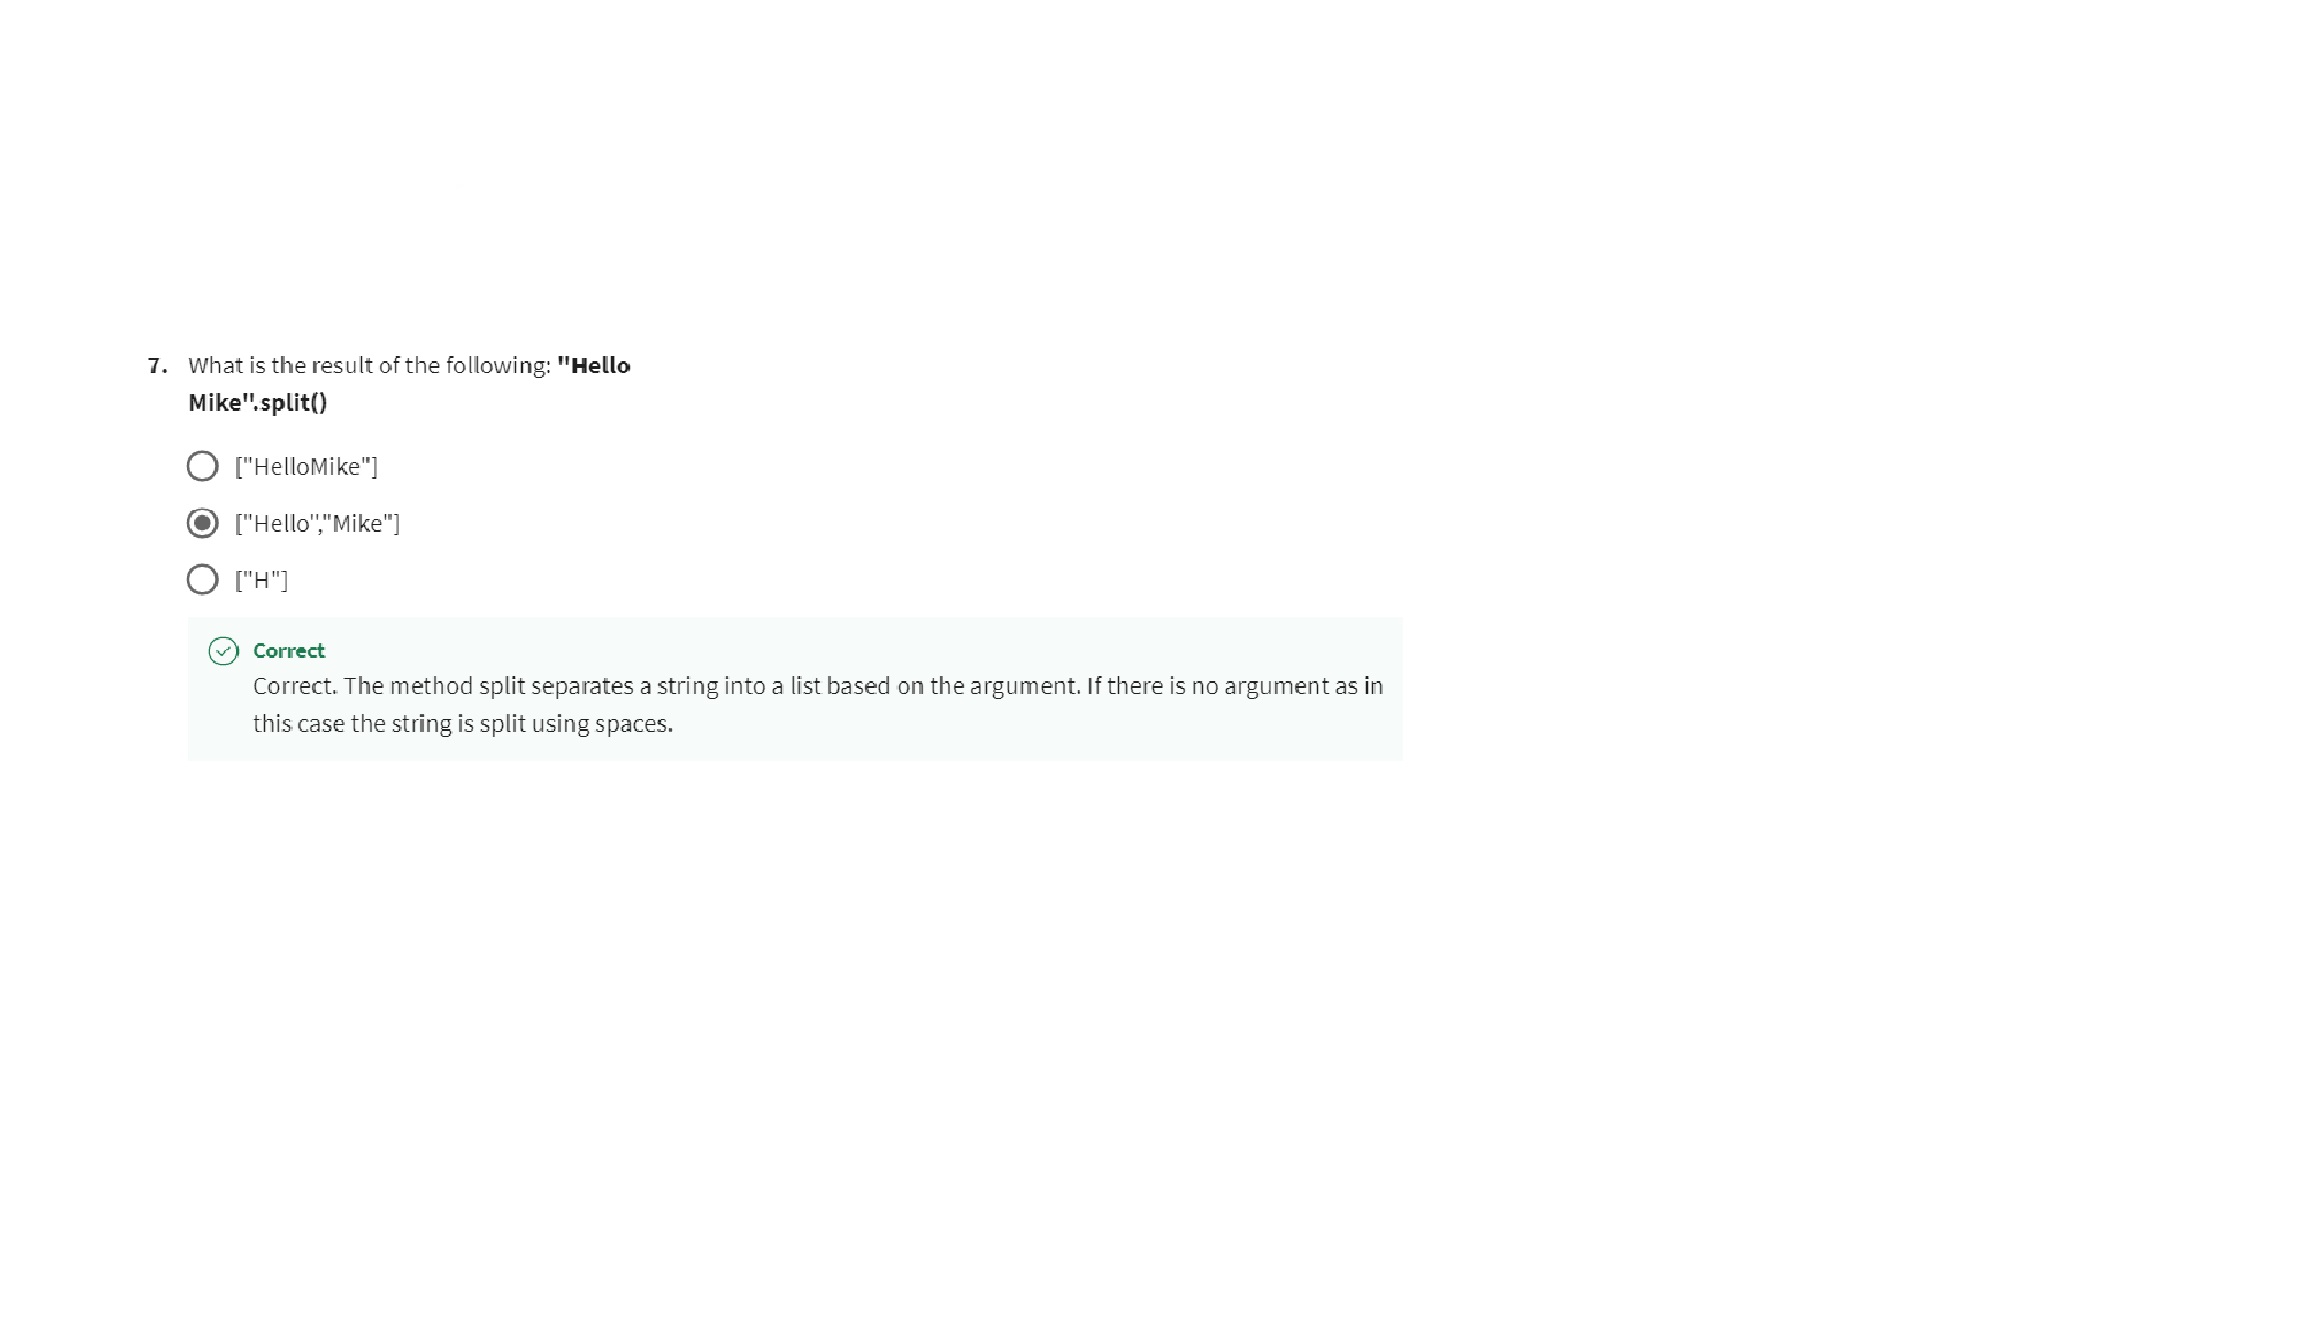 7. What is the result of the following: "Hello
Mike".split()
["HelloMike"]
["Hello","Mike"]
["H"]
Correct
Correct. The method split separates a string into a list based on the argument. If there is no argument as in
this case the string is split using spaces.